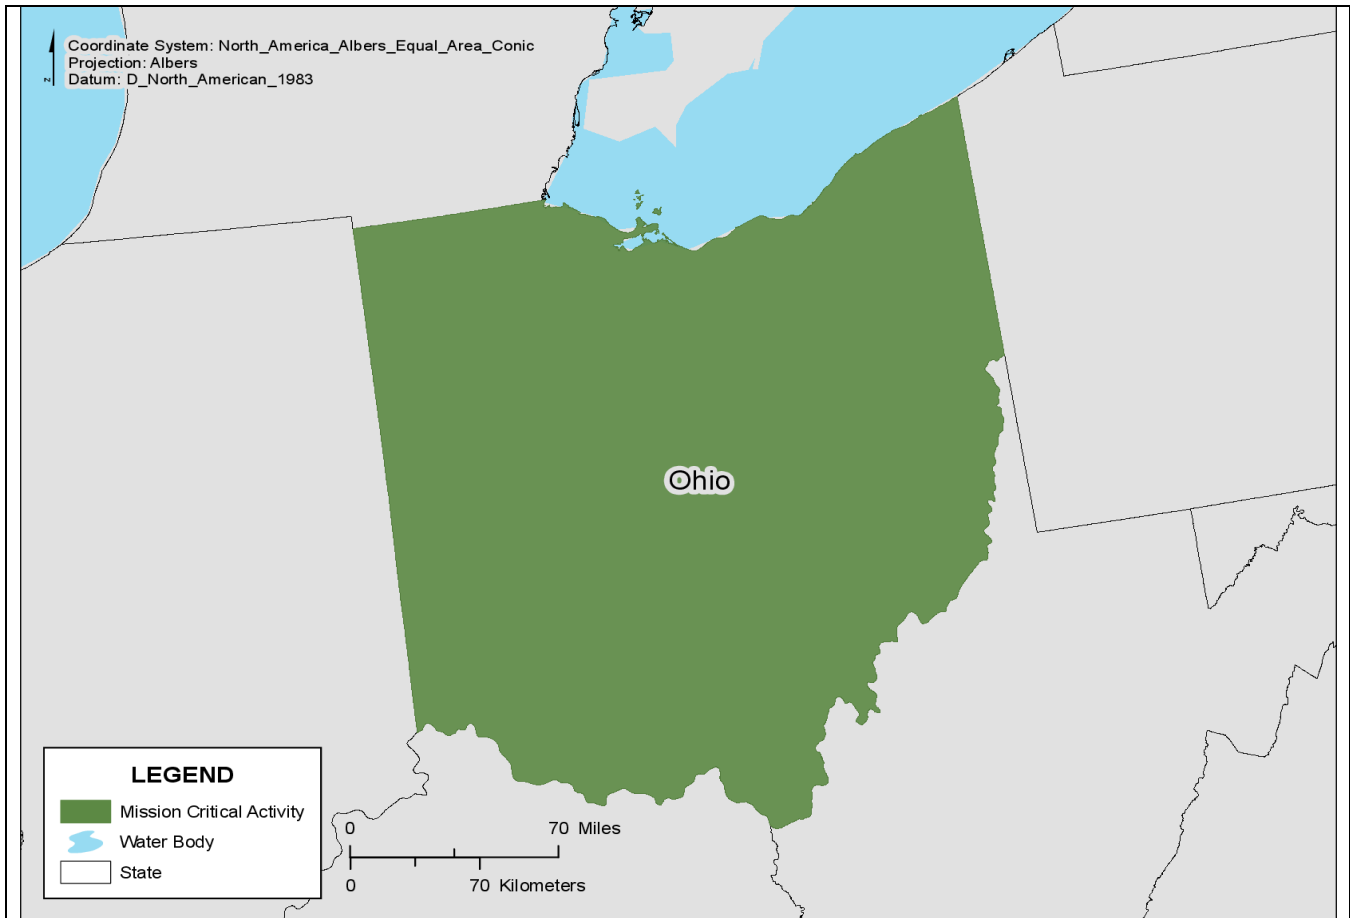 Coordinate System: North_America_Albers_Equal_Area_Conic
Projection: Albers
Datum: D_North_American_1983
z
Ohio
LEGEND
Mission Critical Activity
Water Body
State
0 70 Miles
0 70 Kilometers